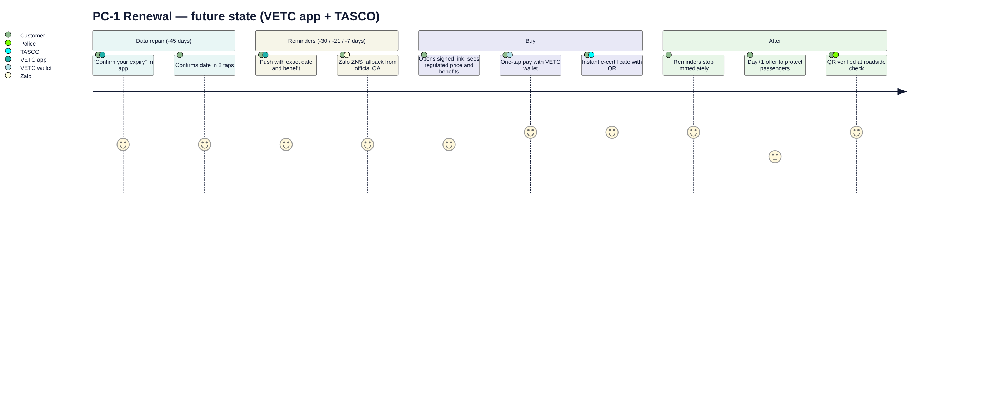 PC-1 Renewal — future state (VETC app + TASCO)
Customer
Police
TASCO
VETC app
VETC wallet
Zalo
Data repair (-45 days)
"Confirm your expiry" in
app
Confirms date in 2 taps
Reminders (-30 / -21 / -7 days)
Push with exact date
and benefit
Zalo ZNS fallback from
official OA
Buy
Opens signed link, sees
regulated price and
benefits
One-tap pay with VETC
wallet
Instant e-certificate with
QR
After
Reminders stop
immediately
Day+1 offer to protect
passengers
QR verified at roadside
check